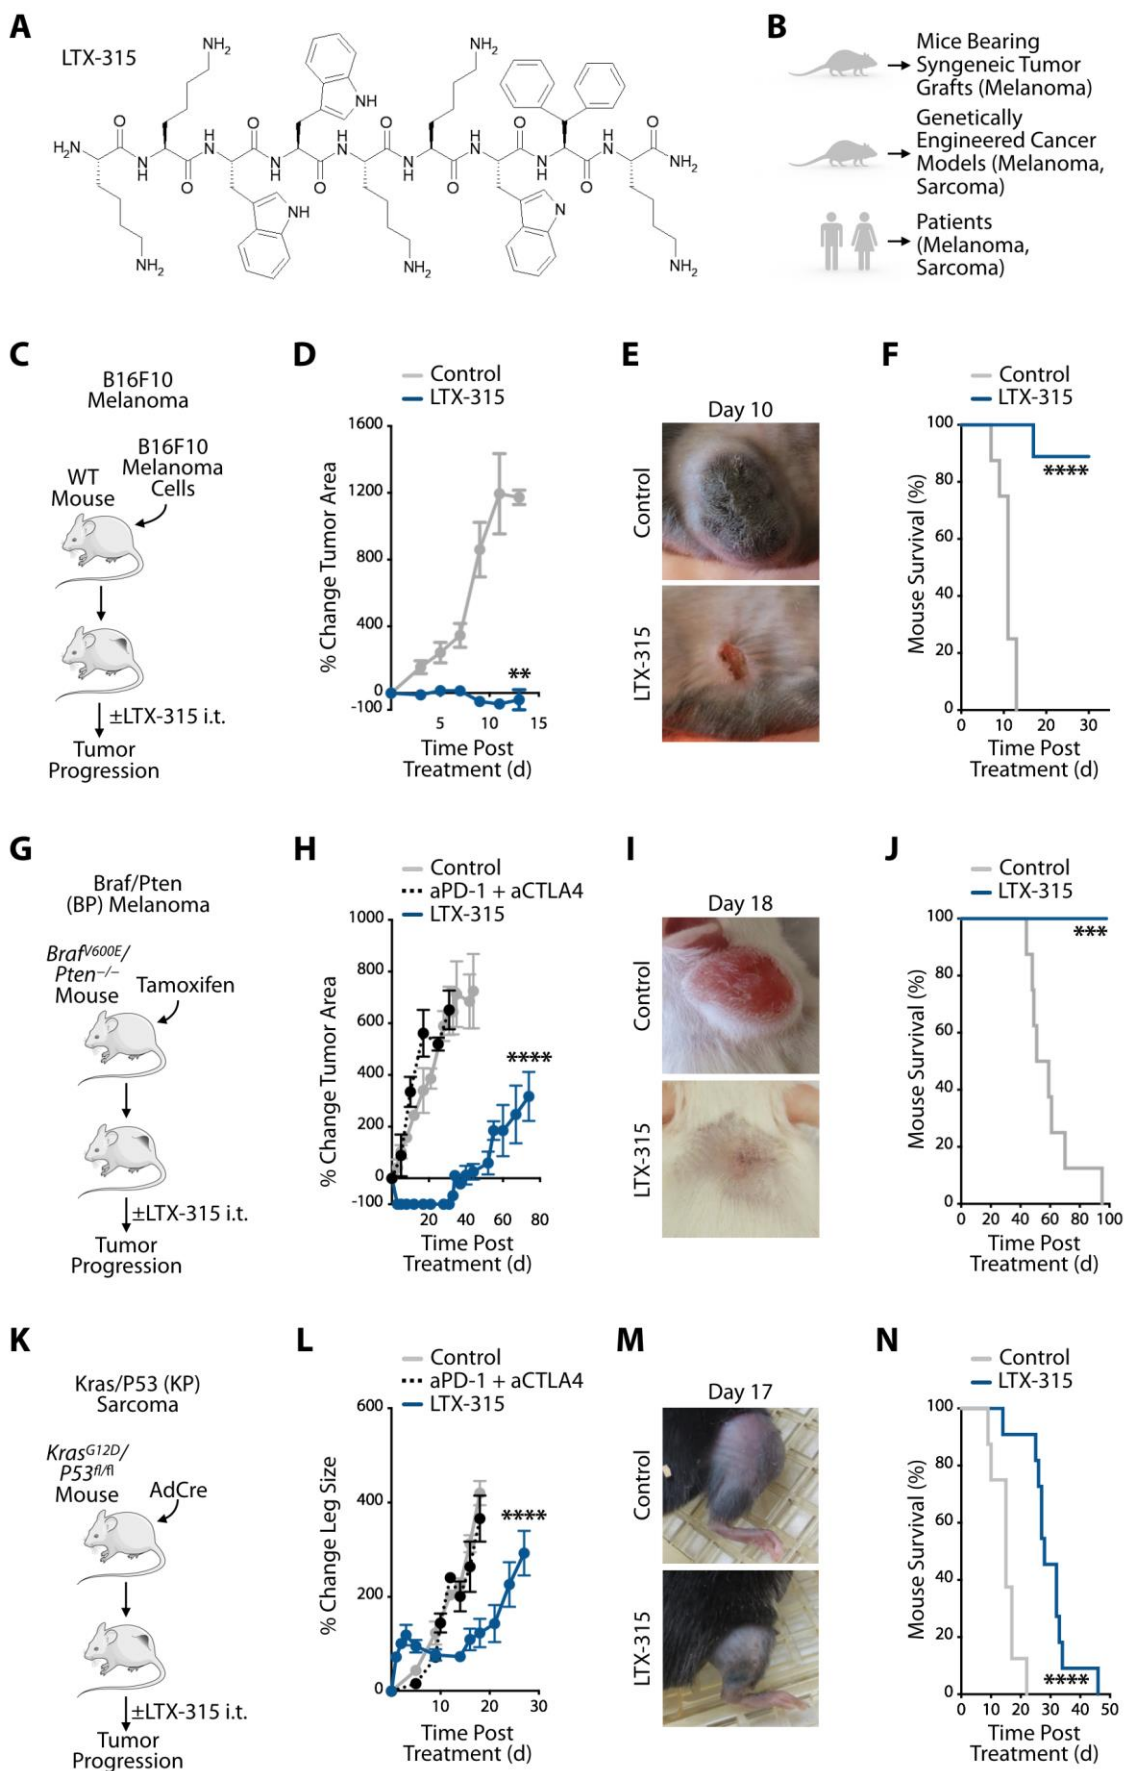 A
LTX-315
NH2
NH
NH2
O
H
N
O
H
N
O
H2N
N
H
O
N
H
O
N
H
O
N
H
O
NH2
NH
NH2
N
NH2
NH2
B
Mice Bearing
Syngeneic Tumor
Grafts (Melanoma)
Genetically
Engineered Cancer
Models (Melanoma,
Sarcoma)
Patients
(Melanoma,
Sarcoma)
C
B16F10
Melanoma
B16F10
Melanoma
Cells
WT
Mouse
±LTX-315 i.t.
Tumor
Progression
D
Control
LTX-315
% Change Tumor Area
1600
1200
800
400
0
-100
**
5 10 15
Time Post
Treatment (d)
E
Day 10
Control
LTX-315
F
Control
LTX-315
Mouse Survival (%)
100
80
60
40
20
0
****
0 10 20 30
Time Post
Treatment (d)
G
Braf/Pten
(BP) Melanoma
BrafV600E/
Pten−/−
Mouse
Tamoxifen
±LTX-315 i.t.
Tumor
Progression
H
Control
aPD-1 + aCTLA4
LTX-315
% Change Tumor Area
1000
800
600
400
200
0
-100
****
20 40 60 80
Time Post
Treatment (d)
I
Day 18
Control
LTX-315
J
Control
LTX-315
Mouse Survival (%)
100
80
60
40
20
0
***
0 20 40 60 80 100
Time Post
Treatment (d)
K
Kras/P53 (KP)
Sarcoma
KrasG12D/
P53fl/fl
Mouse
AdCre
±LTX-315 i.t.
Tumor
Progression
L
Control
aPD-1 + aCTLA4
LTX-315
% Change Leg Size
600
400
200
0
****
10 20 30
Time Post
Treatment (d)
M
Day 17
Control
LTX-315
N
Control
LTX-315
Mouse Survival (%)
100
80
60
40
20
0
****
0 10 20 30 40 50
Time Post
Treatment (d)